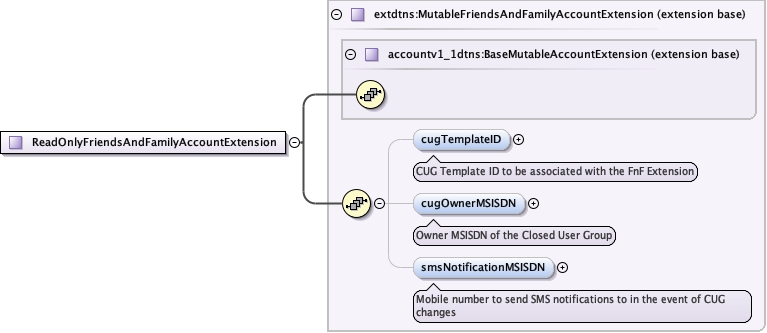 extdtns:MutableFriendsAndFamilyAccountExtension (extension base)
accountv1_1dtns:BaseMutableAccountExtension (extension base)
ReadOnlyFriendsAndFamilyAccountExtension
cugTemplateID
CUG Template ID to be associated with the FnF Extension
cugOwnerMSISDN
Owner MSISDN of the Closed User Group
smsNotificationMSISDN
Mobile number to send SMS notifications to in the event of CUG
changes